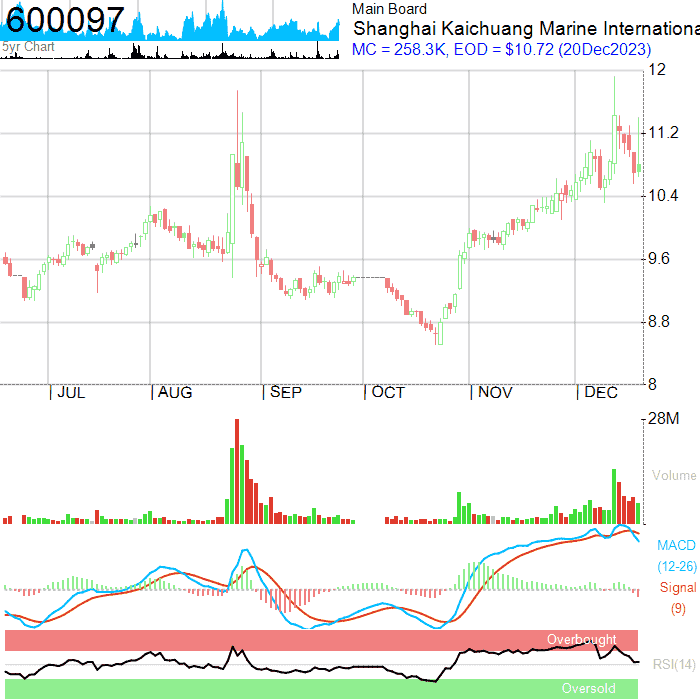 600097
5yr Chart
Main Board
Shanghai Kaichuang Marine Internationa
MC = 258.3K, EOD = $10.72 (20Dec2023)
12
11.2
10.4
9.6
8.8
8
JUL AUG SEP OCT NOV DEC
28M
Volume
MACD
(12-26)
Signal
(9)
Overbought
RSI(14)
Oversold